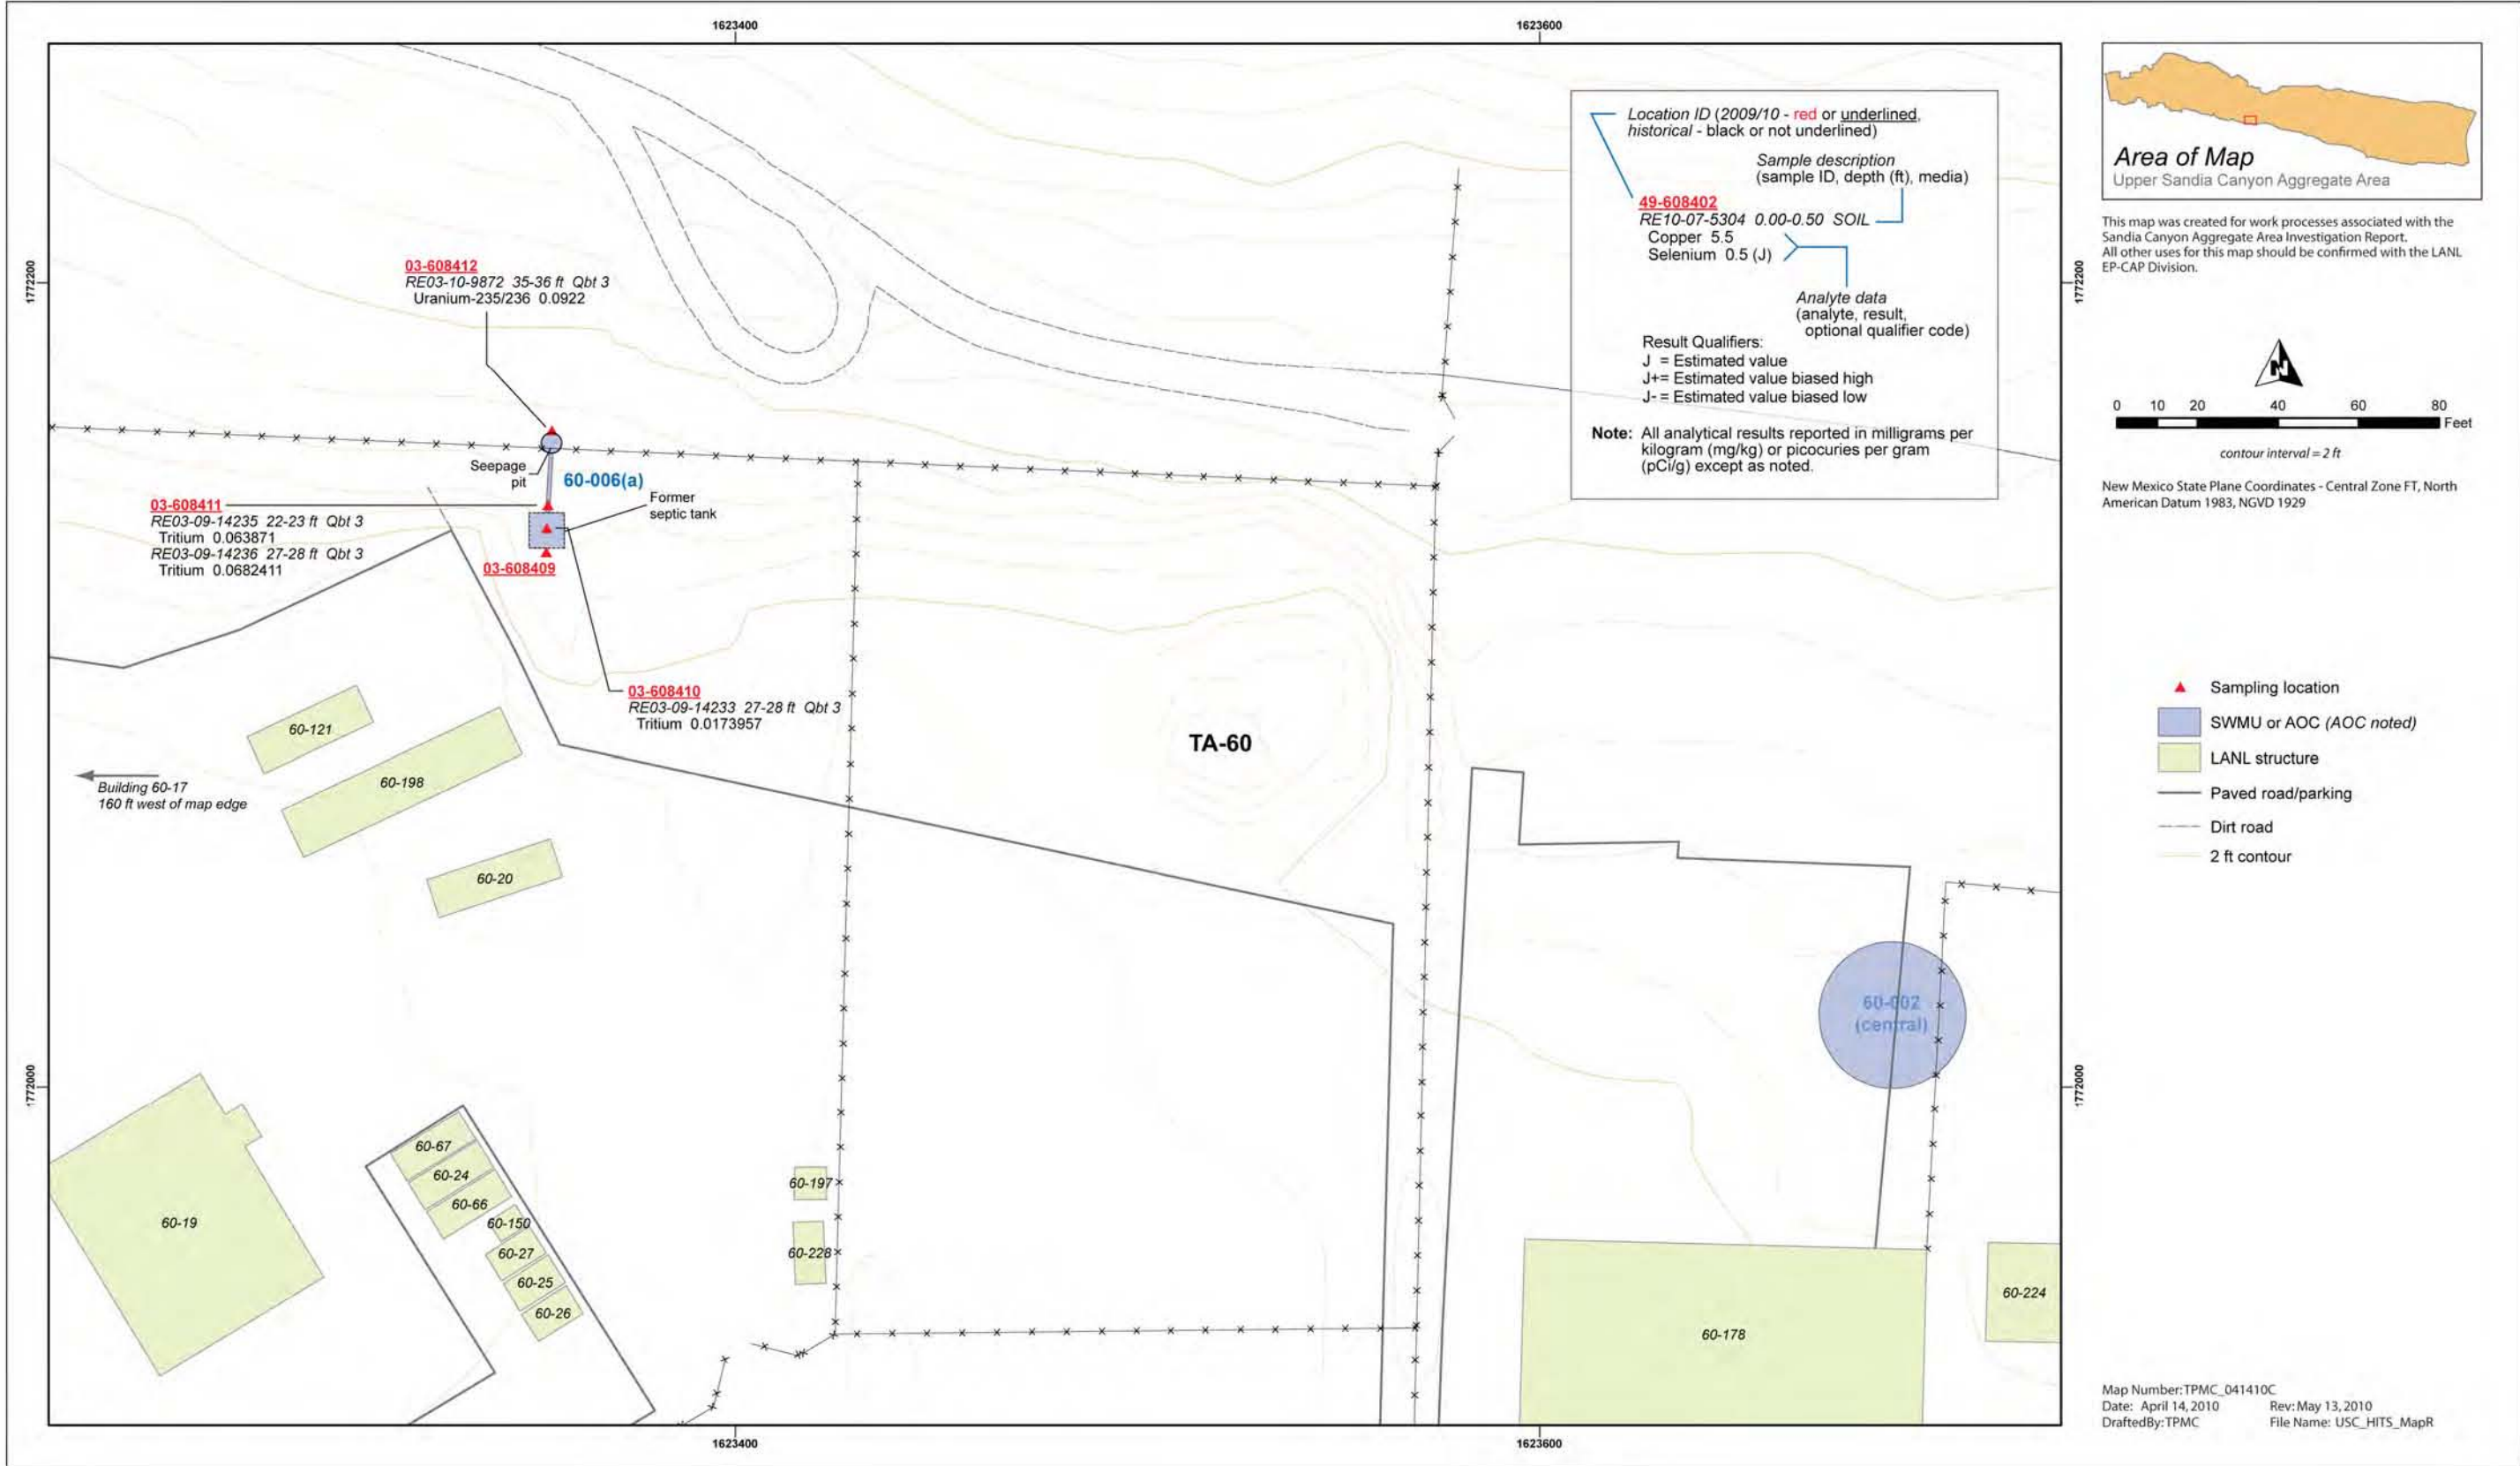 1623400
1623600
1772200
1772200
03-608412
RE03-10-9872 35-36 ft Qbt 3
Uranium-235/236 0.0922
Seepage
pit
60-006(a)
Former
septic tank
03-608411
RE03-09-14235 22-23 ft Qbt 3
Tritium 0.063871
RE03-09-14236 27-28 ft Qbt 3
Tritium 0.0682411
03-608409
03-608410
RE03-09-14233 27-28 ft Qbt 3
Tritium 0.0173957
TA-60
60-121
60-198
60-20
Building 60-17
160 ft west of map edge
60-002
(central)
1772000
1772000
60-67
60-24
60-66
60-150
60-27
60-25
60-26
60-19
60-197
60-228
60-178
60-224
1623400
1623600
Location ID (2009/10 - red or underlined,
historical - black or not underlined)
Sample description
(sample ID, depth (ft), media)
49-608402
RE10-07-5304 0.00-0.50 SOIL
Copper 5.5
Selenium 0.5 (J)
Analyte data
(analyte, result,
optional qualifier code)
Result Qualifiers:
J = Estimated value
J+= Estimated value biased high
J- = Estimated value biased low
Note: All analytical results reported in milligrams per
kilogram (mg/kg) or picocuries per gram
(pCi/g) except as noted.
Area of Map
Upper Sandia Canyon Aggregate Area
This map was created for work processes associated with the
Sandia Canyon Aggregate Area Investigation Report.
All other uses for this map should be confirmed with the LANL
EP-CAP Division.
N
0 10 20 40 60 80
Feet
contour interval = 2 ft
New Mexico State Plane Coordinates - Central Zone FT, North
American Datum 1983, NGVD 1929
Sampling location
SWMU or AOC (AOC noted)
LANL structure
Paved road/parking
Dirt road
2 ft contour
Map Number:TPMC_041410C
Date: April 14, 2010 Rev: May 13, 2010
DraftedBy:TPMC File Name: USC_HITS_MapR